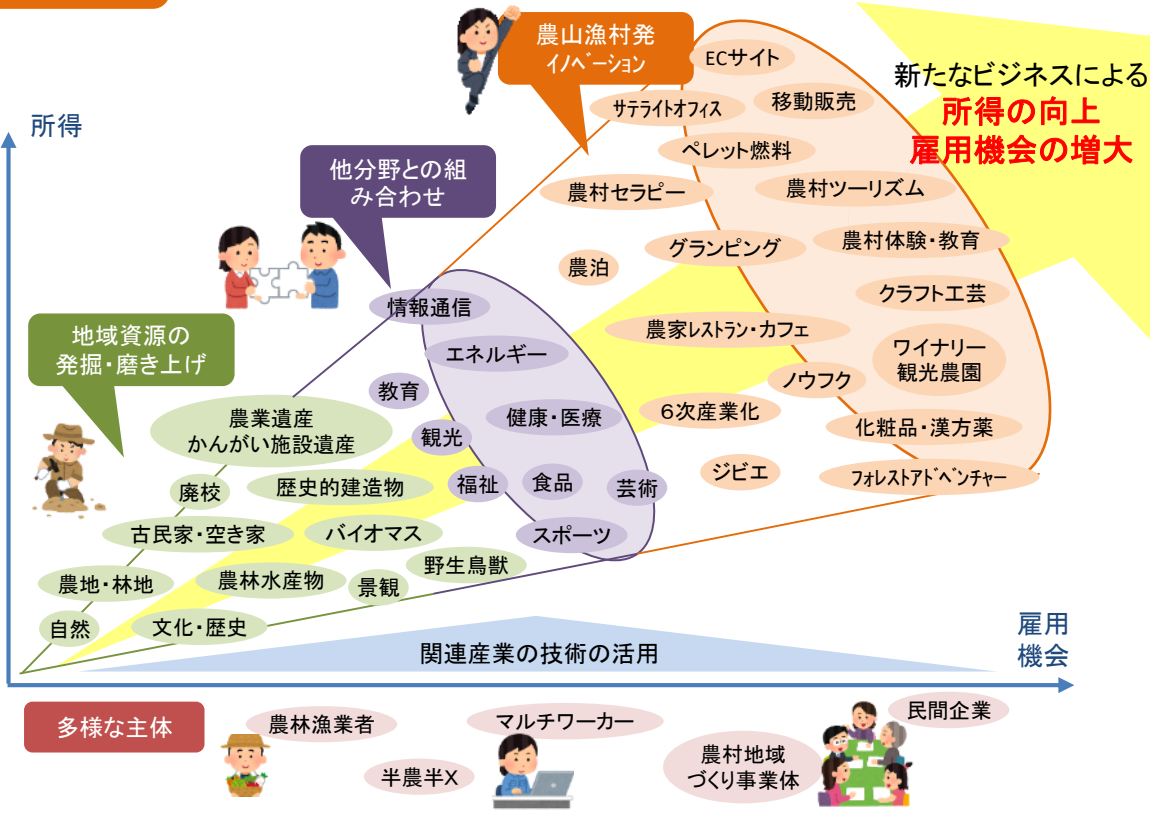 農山漁村発
イノベーション
ECサイト
新たなビジネスによる
所得の向上
雇用機会の増大
サテライトオフィス
移動販売
所得
ペレット燃料
他分野との組
み合わせ
農村セラピー
農村ツーリズム
グランピング
農村体験・教育
農泊
クラフト工芸
情報通信
地域資源の
発掘・磨き上げ
農家レストラン・カフェ
エネルギー
ワイナリー
観光農園
ノウフク
教育
6次産業化
健康・医療
農業遺産
かんがい施設遺産
化粧品・漢方薬
観光
ジビエ
フォレストアドベンチャー
廃校
歴史的建造物
福祉
食品
芸術
古民家・空き家
バイオマス
スポーツ
農地・林地
農林水産物
景観
野生鳥獣
自然
文化・歴史
雇用
機会
関連産業の技術の活用
多様な主体
農林漁業者
マルチワーカー
民間企業
半農半X
農村地域
づくり事業体